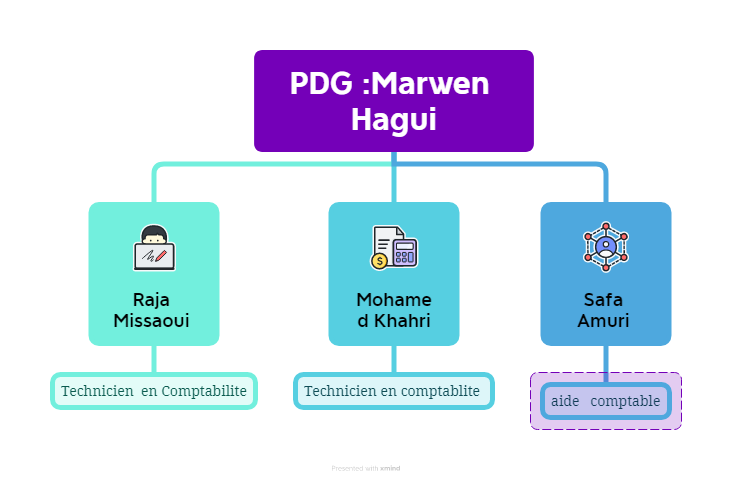 PDG :Marwen
Hagui
Raja
Missaoui
Mohame
d Khahri
Safa
Amuri
Technicien en Comptabilite
Technicien en comptablite
aide comptable
Presented with xmind